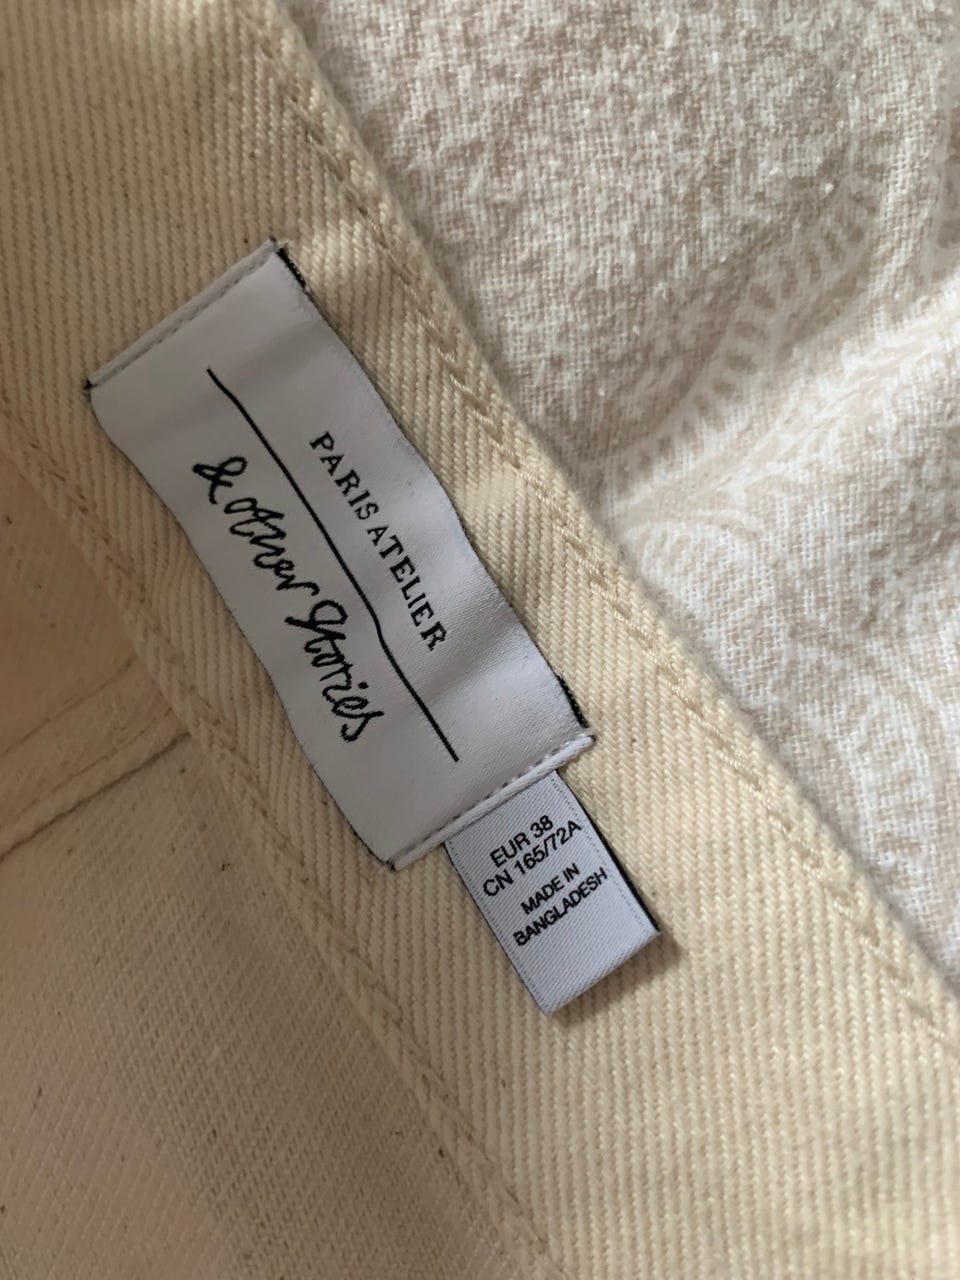 PARIS ATELIER
& Other Stories
EUR 38
CN 165/72A
MADE IN
BANGLADESH